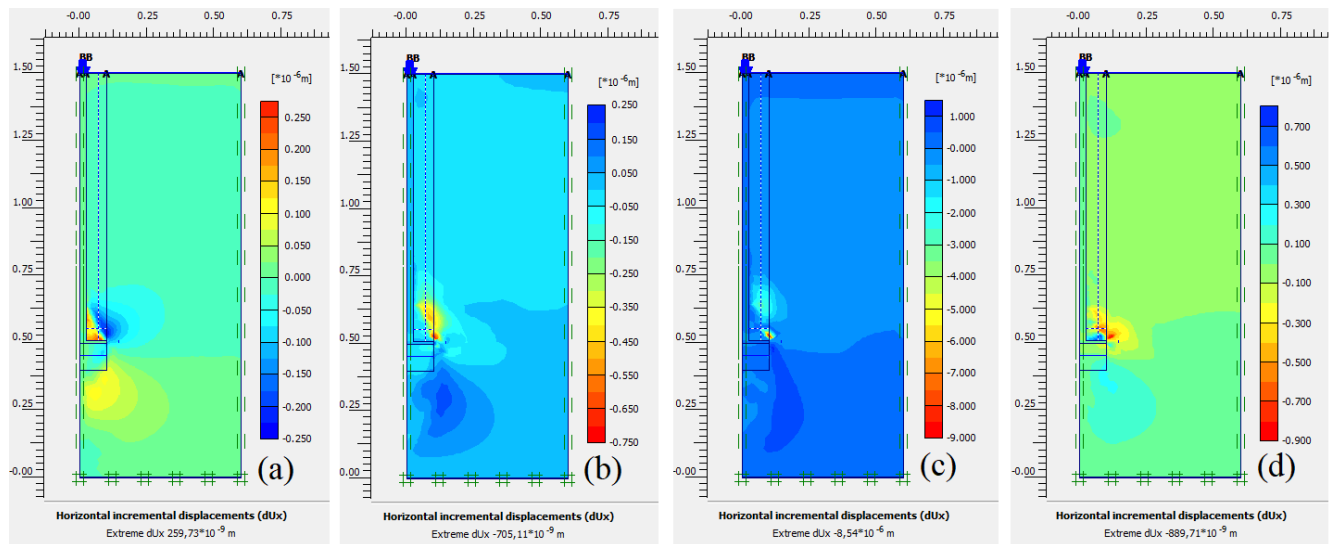 -0.00 0.25 0.50 0.75
1.50
1.25
1.00
0.75
0.50
0.25
-0.00
BB
A A
[*10 -6 m]
0.250
0.200
0.150
0.100
0.050
0.000
-0.050
-0.100
-0.150
-0.200
-0.250
(a)
Horizontal incremental displacements (dUx)
Extreme dUx 259,73*10 -9 m
-0.00 0.25 0.50 0.75
1.50
1.25
1.00
0.75
0.50
0.25
0.00
BB
A A
[*10 -6 m]
0.250
0.150
0.050
-0.050
-0.150
-0.250
-0.350
-0.450
-0.550
-0.650
-0.750
(b)
Horizontal incremental displacements (dUx)
Extreme dUx -705,11*10 -9 m
-0.00 0.25 0.50 0.75
1.50
1.25
1.00
0.75
0.50
0.25
-0.00
BB
A A
[*10 -6 m]
1.000
-0.000
-1.000
-2.000
-3.000
-4.000
-5.000
-6.000
-7.000
-8.000
-9.000
(c)
Horizontal incremental displacements (dUx)
Extreme dUx -8,54*10 -6 m
-0.00 0.25 0.50
1.50
1.25
1.00
0.75
0.50
0.25
-0.00
BB
A A
[*10 -6 m]
0.700
0.500
0.300
0.100
-0.100
-0.300
-0.500
-0.700
-0.900
(d)
Horizontal incremental displacements (dUx)
Extreme dUx -889,71*10 -9 m